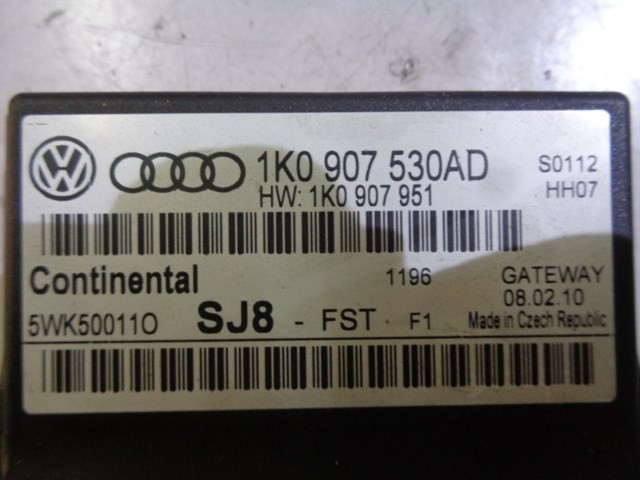 1K0 907 530AD S0112
HW: 1K0 907 951 HH07
Continental 1196 GATEWAY
08.02.10
5WK50011O SJ8 - FST F1 Made in Czech Republic